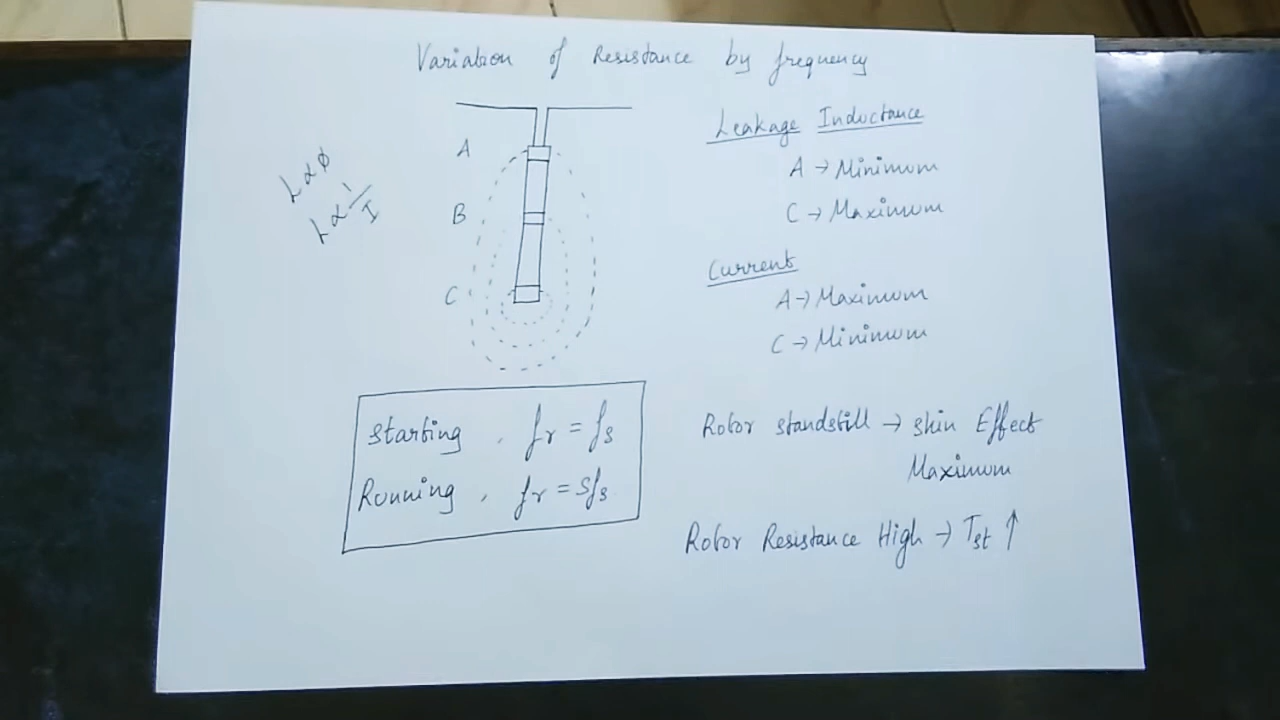 Variation of Resistance by frequency
L ∝ φ
L ∝ 1/I
A
B
C
Leakage Inductance
A → Minimum
C → Maximum
Current
A → Maximum
C → Minimum
Starting , fr = fs
Running , fr = sfs
Rotor standstill → skin Effect
Maximum
Rotor Resistance High → Tst ↑